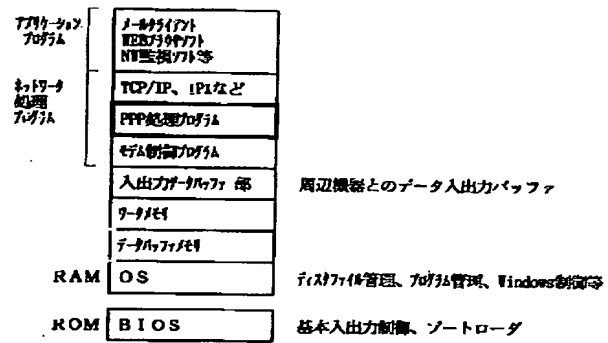 アプリケーション
プログラム
メールクライアント
WEBブラウザソフト
NW監視ソフト等
ネットワーク
処理
プログラム
TCP/IP、IPXなど
PPP処理プログラム
モデム制御プログラム
入出力データバッファ 部
周辺機器とのデータ入出力バッファ
ワークメモリ
データバッファメモリ
RAM
OS
ディスクファイル管理、プログラム管理、Windows制御等
ROM
BIOS
基本入出力制御、ブートローダ